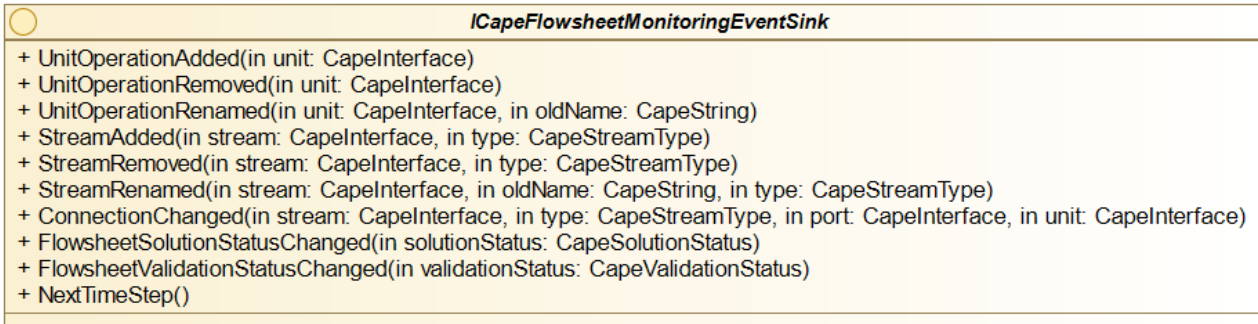 ICapeFlowsheetMonitoringEventSink
+ UnitOperationAdded(in unit: CapeInterface)
+ UnitOperationRemoved(in unit: CapeInterface)
+ UnitOperationRenamed(in unit: CapeInterface, in oldName: CapeString)
+ StreamAdded(in stream: CapeInterface, in type: CapeStreamType)
+ StreamRemoved(in stream: CapeInterface, in type: CapeStreamType)
+ StreamRenamed(in stream: CapeInterface, in oldName: CapeString, in type: CapeStreamType)
+ ConnectionChanged(in stream: CapeInterface, in type: CapeStreamType, in port: CapeInterface, in unit: CapeInterface)
+ FlowsheetSolutionStatusChanged(in solutionStatus: CapeSolutionStatus)
+ FlowsheetValidationStatusChanged(in validationStatus: CapeValidationStatus)
+ NextTimeStep()